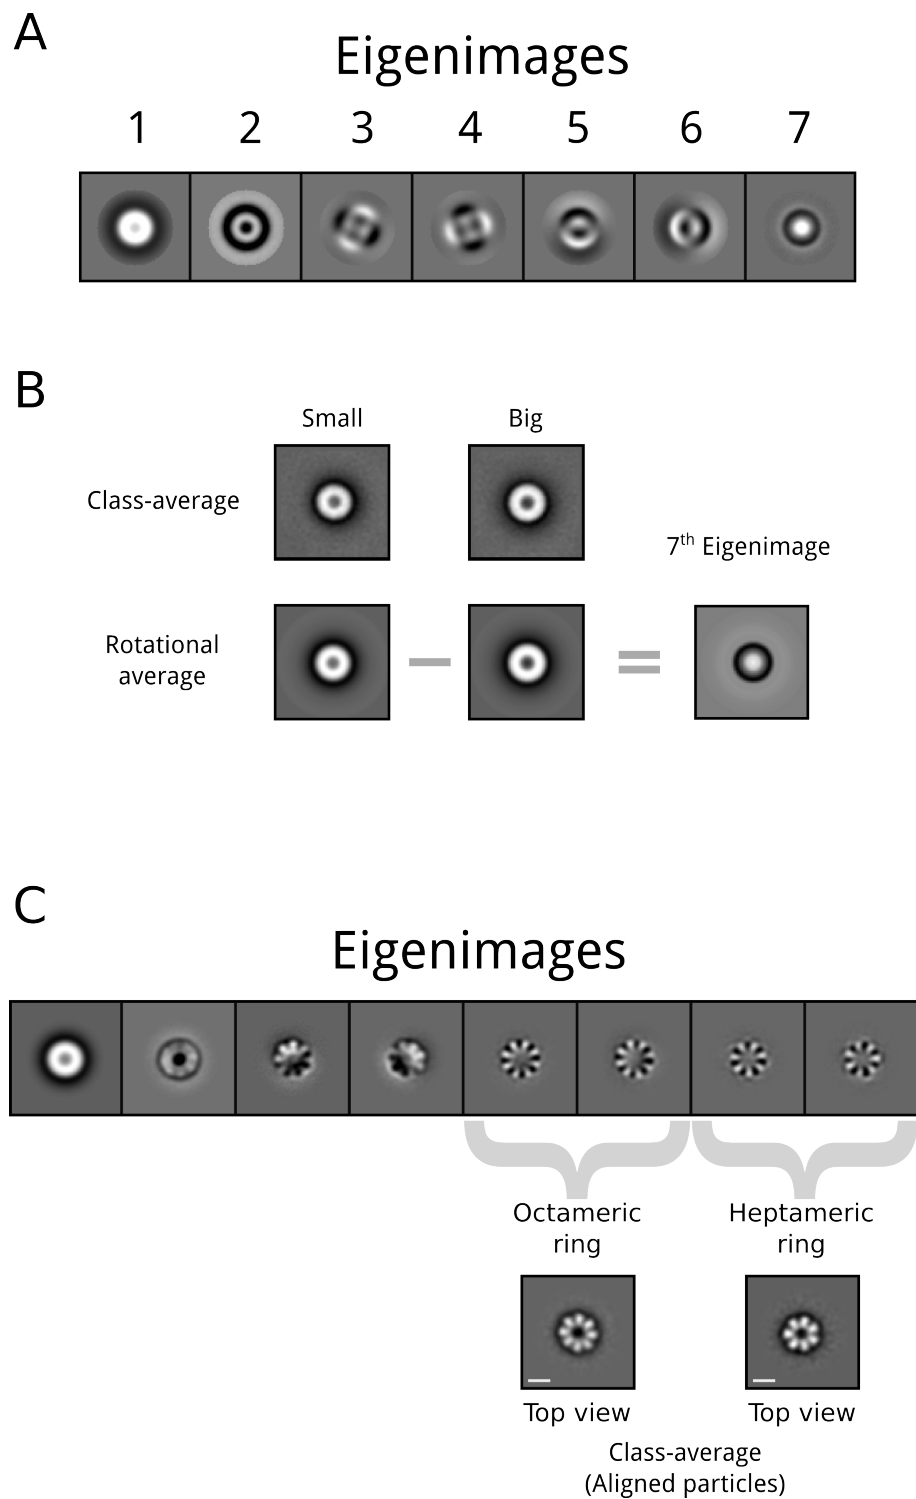 A
Eigenimages
1 2 3 4 5 6 7
B
Small Big
Class-average
7th Eigenimage
Rotational
average
C
Eigenimages
Octameric
ring
Heptameric
ring
Top view Top view
Class-average
(Aligned particles)